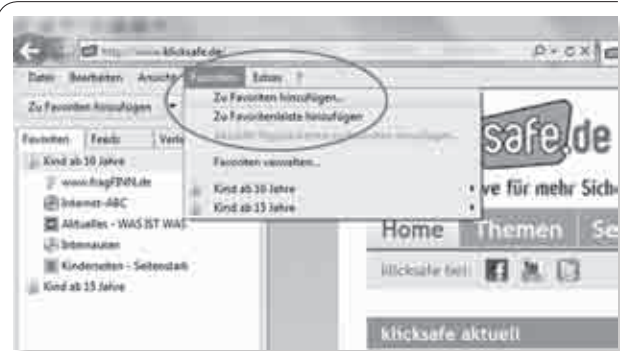 www.klicksafe.de/
Datei Bearbeiten Ansicht Favoriten Extras ?
Zu Favoriten hinzufügen
Zu Favoriten hinzufügen...
Zu Favoritenleiste hinzufügen
Favoriten verwalten...
Kind ab 10 Jahre
Kind ab 15 Jahre
Favoriten Feeds
Kind ab 10 Jahre
www.fragFINN.de
Internet-ABC
Aktuelles - WAS IST WAS
Internauten
Kinderseiten - Seitenstark
Kind ab 15 Jahre
safe.de
ve für mehr Sich
Home Themen Se
klicksafe bei:
klicksafe aktuell